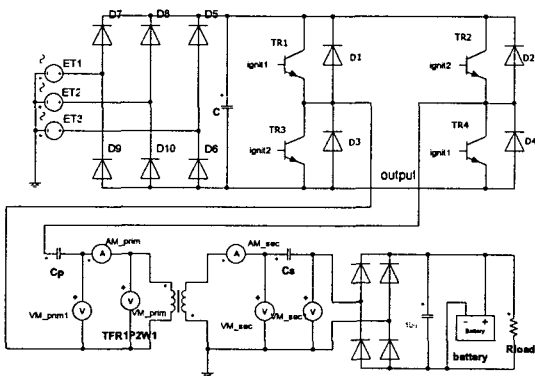 D7 D8 D5
ET1
ET2
ET3
C
D9 D10 D6
TR1
ignit1
D1
TR2
ignit2
D2
TR3
ignit2
D3
TR4
ignit1
D4
output
Cp
AM_prim
VM_prim1
VM_prim
TFR1P2W1
AM_sec
Cs
VM_sec
VM_sec
Battery
battery
Rload